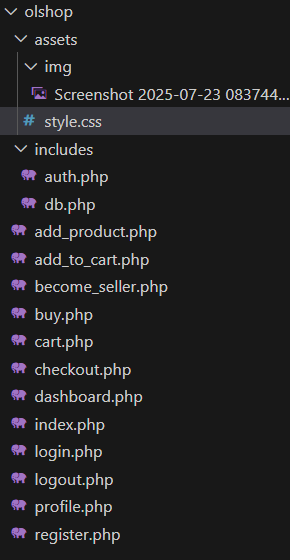 olshop
assets
img
Screenshot 2025-07-23 083744...
# style.css
includes
auth.php
db.php
add_product.php
add_to_cart.php
become_seller.php
buy.php
cart.php
checkout.php
dashboard.php
index.php
login.php
logout.php
profile.php
register.php